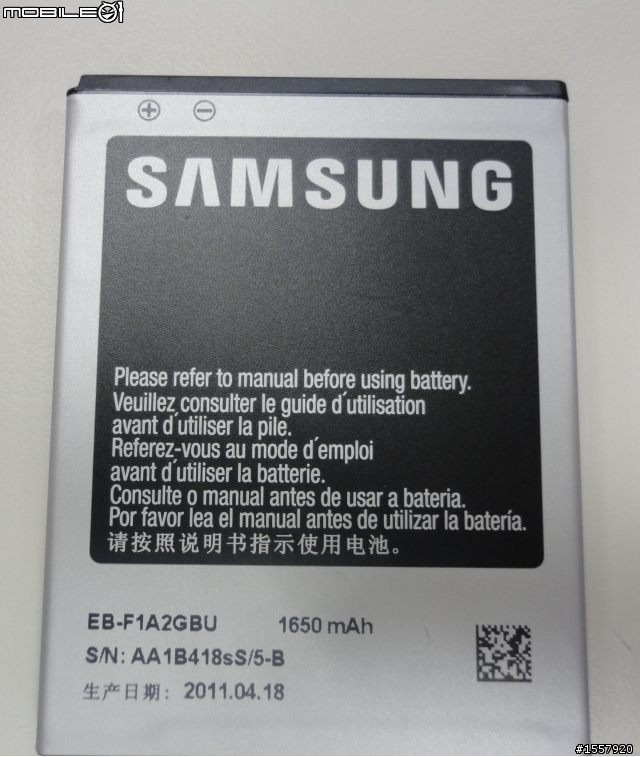 MOBILE01
SAMSUNG
Please refer to manual before using battery.
Veuillez consulter le guide d'utilisation
avant d'utiliser la pile.
Referez-vous au mode d'emploi
avant d'utiliser la batterie.
Consulte o manual antes de usar a bateria.
Por favor lea el manual antes de utilizar la batería.
请按照说明书指示使用电池。
EB-F1A2GBU 1650 mAh
S/N: AA1B418sS/5-B
生产日期: 2011.04.18
#1557920